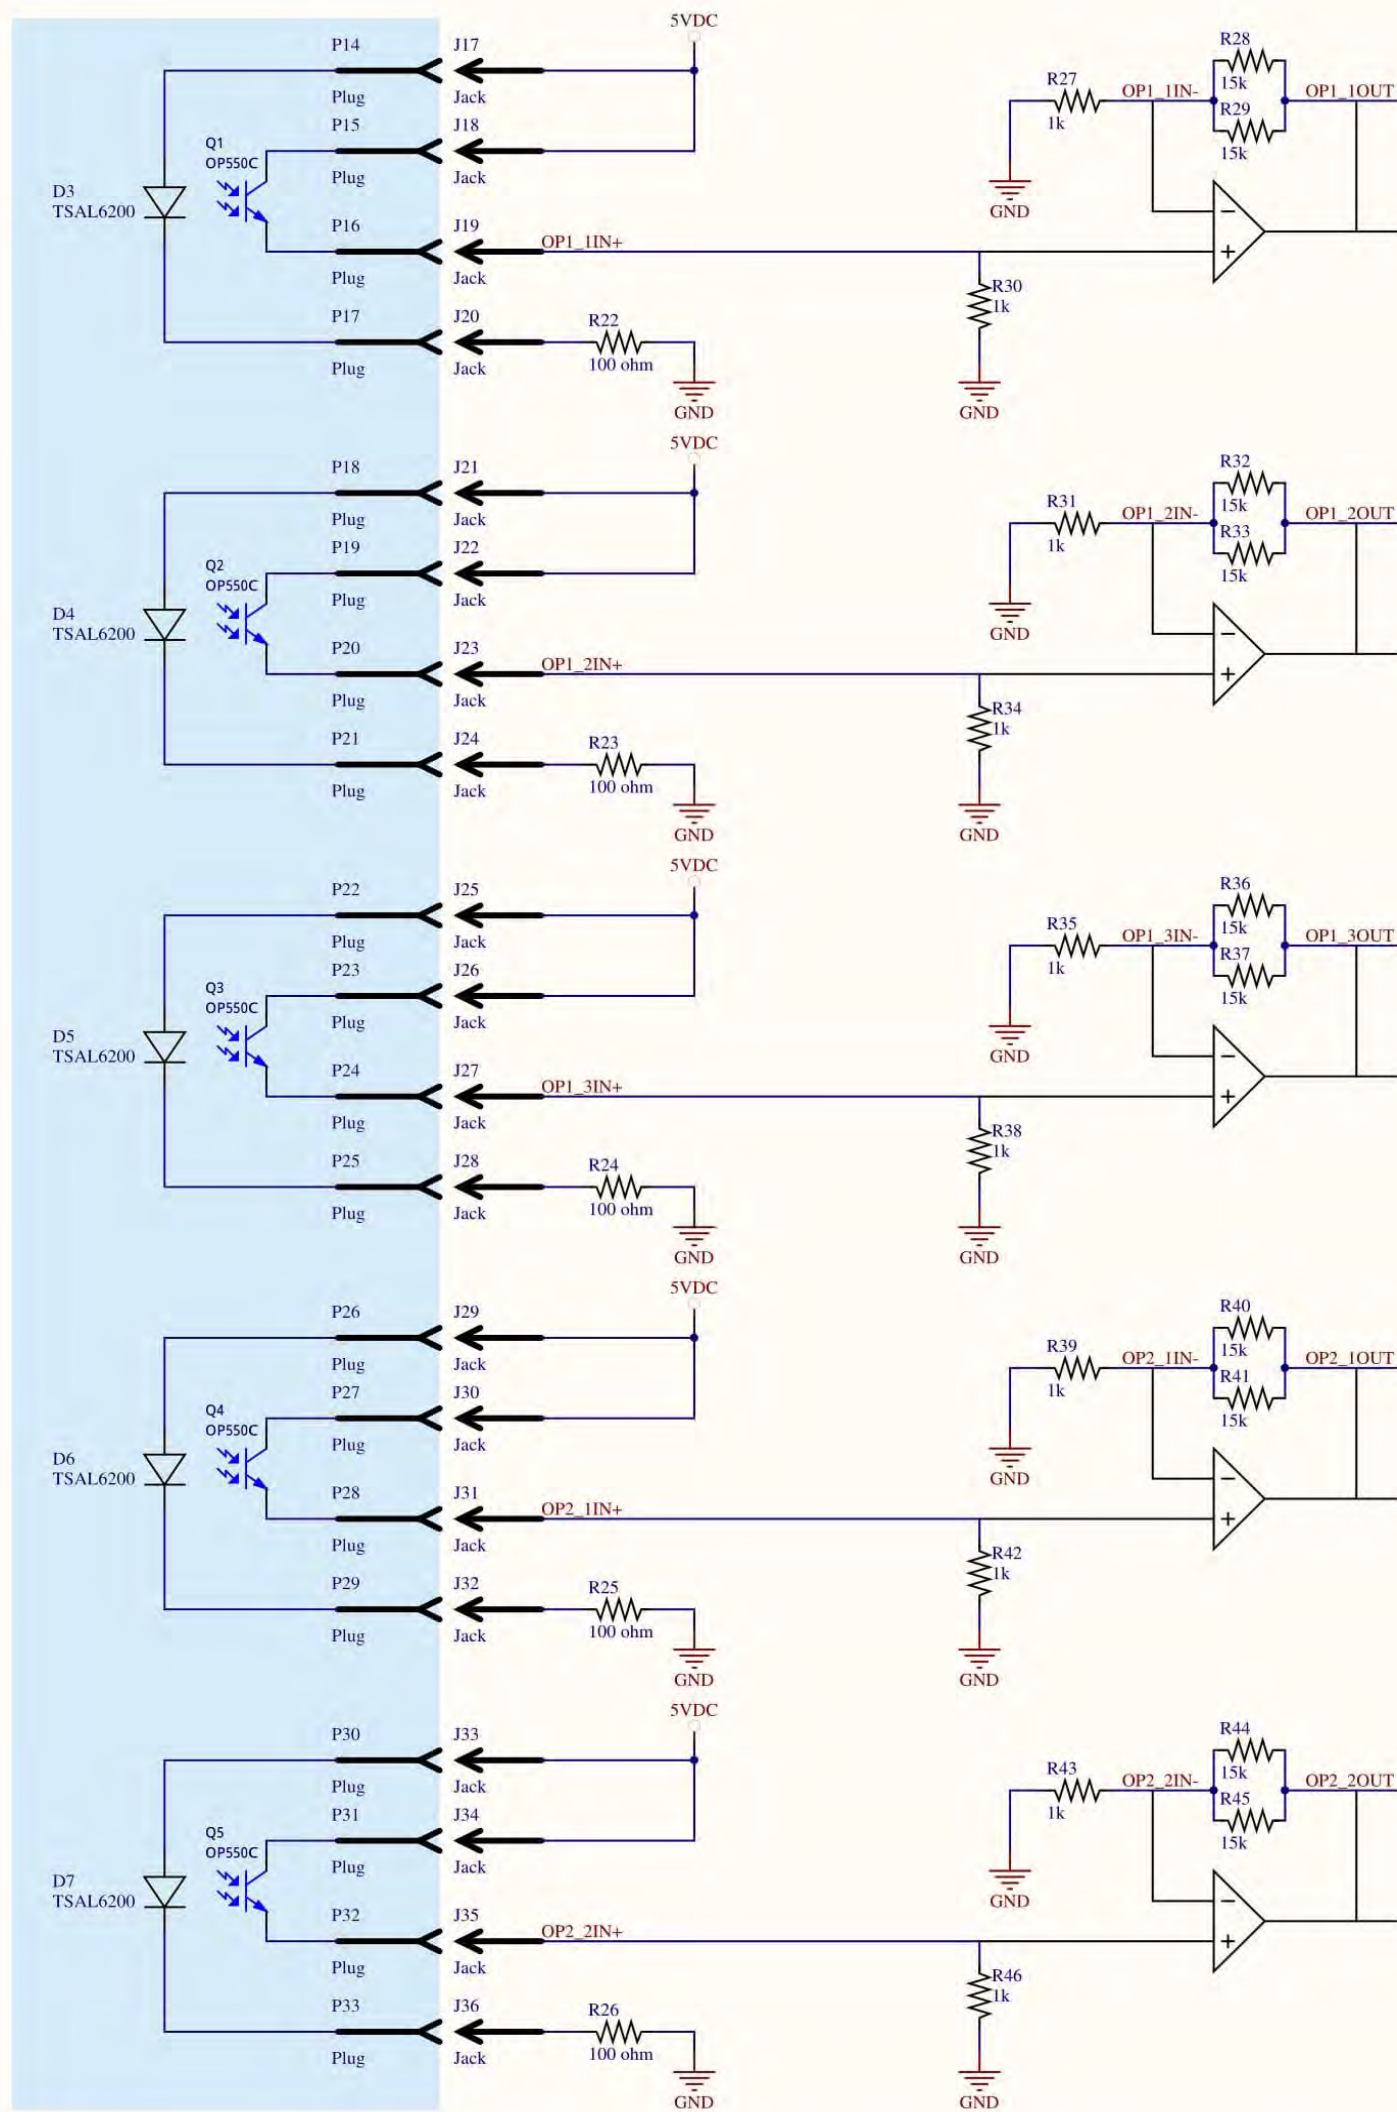 5VDC
P14
J17
R28
15k
R27
1k
OP1_1IN-
OP1_1OUT
Plug
Jack
P15
J18
R29
15k
Q1
OP550C
Plug
Jack
D3
TSAL6200
GND
P16
J19
OP1_1IN+
Plug
Jack
R30
1k
P17
J20
R22
100 ohm
Plug
Jack
GND
GND
5VDC
P18
J21
R32
15k
R31
1k
OP1_2IN-
OP1_2OUT
Plug
Jack
P19
J22
R33
15k
Q2
OP550C
Plug
Jack
D4
TSAL6200
GND
P20
J23
OP1_2IN+
Plug
Jack
R34
1k
P21
J24
R23
100 ohm
Plug
Jack
GND
GND
5VDC
P22
J25
R36
15k
R35
1k
OP1_3IN-
OP1_3OUT
Plug
Jack
P23
J26
R37
15k
Q3
OP550C
Plug
Jack
D5
TSAL6200
GND
P24
J27
OP1_3IN+
Plug
Jack
R38
1k
P25
J28
R24
100 ohm
Plug
Jack
GND
GND
5VDC
P26
J29
R40
15k
R39
1k
OP2_1IN-
OP2_1OUT
Plug
Jack
P27
J30
R41
15k
Q4
OP550C
Plug
Jack
D6
TSAL6200
GND
P28
J31
OP2_1IN+
Plug
Jack
R42
1k
P29
J32
R25
100 ohm
Plug
Jack
GND
GND
5VDC
P30
J33
R44
15k
R43
1k
OP2_2IN-
OP2_2OUT
Plug
Jack
P31
J34
R45
15k
Q5
OP550C
Plug
Jack
D7
TSAL6200
GND
P32
J35
OP2_2IN+
Plug
Jack
R46
1k
P33
J36
R26
100 ohm
Plug
Jack
GND
GND